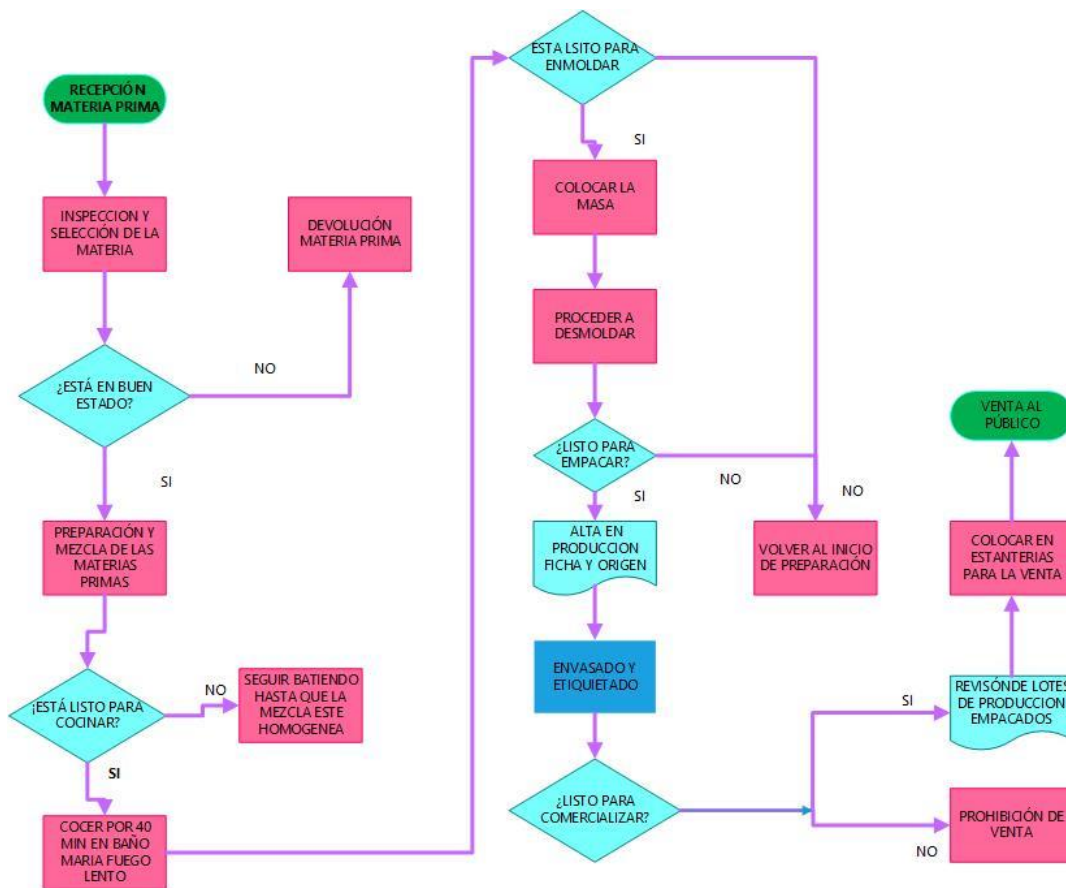 RECEPCIÓN
MATERIA PRIMA
INSPECCION Y
SELECCIÓN DE LA
MATERIA
DEVOLUCIÓN
MATERIA PRIMA
¿ESTÁ EN BUEN
ESTADO?
NO
SI
PREPARACIÓN Y
MEZCLA DE LAS
MATERIAS
PRIMAS
¡ESTÁ LISTO PARA
COCINAR?
NO
SEGUIR BATIENDO
HASTA QUE LA
MEZCLA ESTE
HOMOGENEA
SI
COCER POR 40
MIN EN BAÑO
MARIA FUEGO
LENTO
ESTA LSITO PARA
ENMOLDAR
SI
COLOCAR LA
MASA
PROCEDER A
DESMOLDAR
¿LISTO PARA
EMPACAR?
NO
NO
SI
VOLVER AL INICIO
DE PREPARACIÓN
ALTA EN
PRODUCCION
FICHA Y ORIGEN
ENVASADO Y
ETIQUETADO
¿LISTO PARA
COMERCIALIZAR?
SI
NO
REVISÓNDE LOTES
DE PRODUCCION
EMPACADOS
PROHIBICIÓN DE
VENTA
COLOCAR EN
ESTANTERIAS
PARA LA VENTA
VENTA AL
PÚBLICO